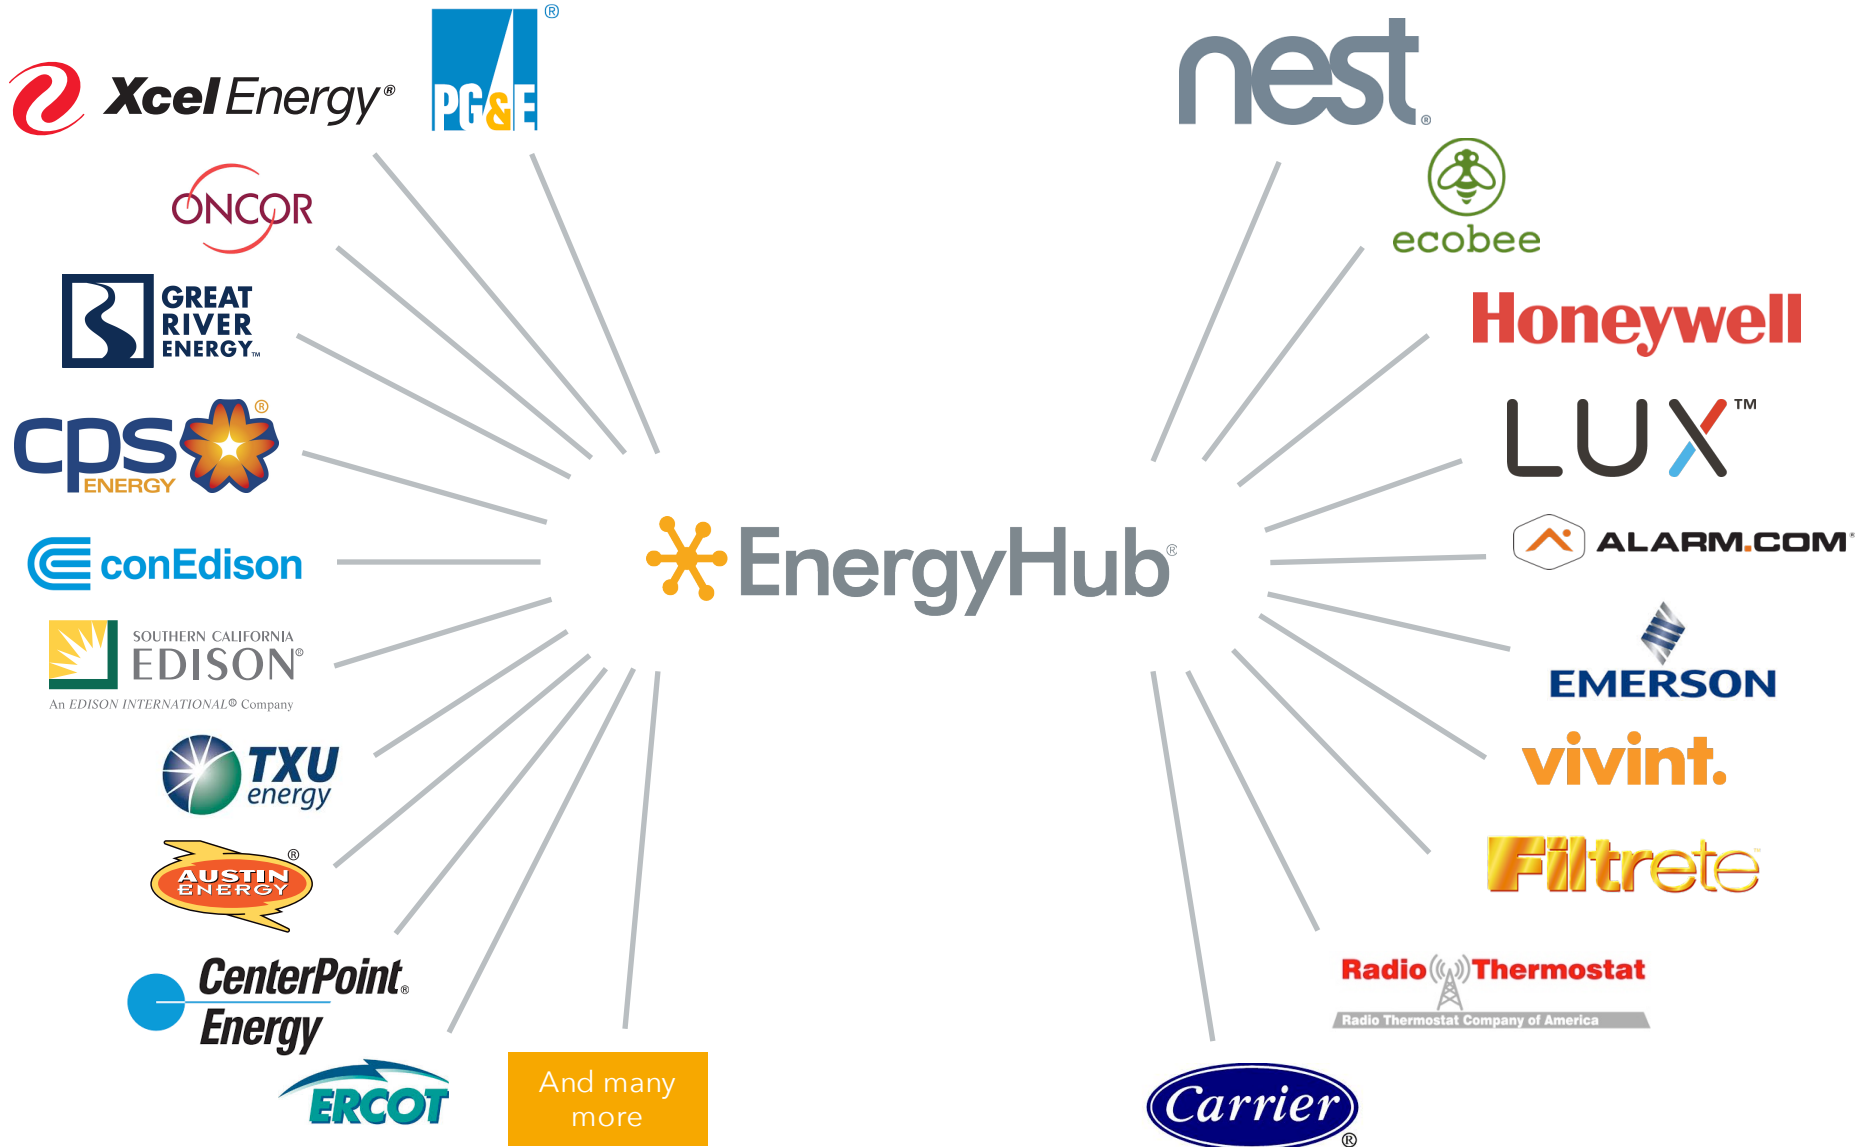 Xcel Energy®
PG&E®
ONCOR
GREAT
RIVER
ENERGY™
cps®
ENERGY
conEdison
SOUTHERN CALIFORNIA
EDISON®
An EDISON INTERNATIONAL® Company
TXU
energy
AUSTIN®
ENERGY
CenterPoint®
Energy
ERCOT
And many
more
EnergyHub®
nest®
ecobee
Honeywell
LUX™
ALARM.COM®
EMERSON
vivint.
Filtrete™
Radio Thermostat
Radio Thermostat Company of America
Carrier®